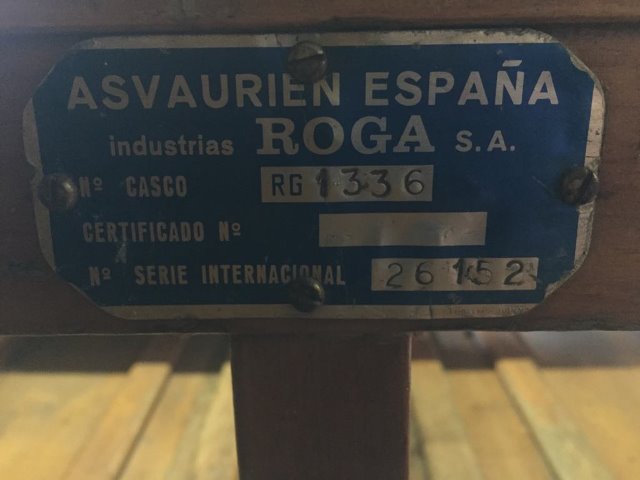 ASVAURIEN ESPAÑA
industrias ROGA S.A.
Nº CASCO RG 1336
CERTIFICADO Nº
Nº SERIE INTERNACIONAL 26152